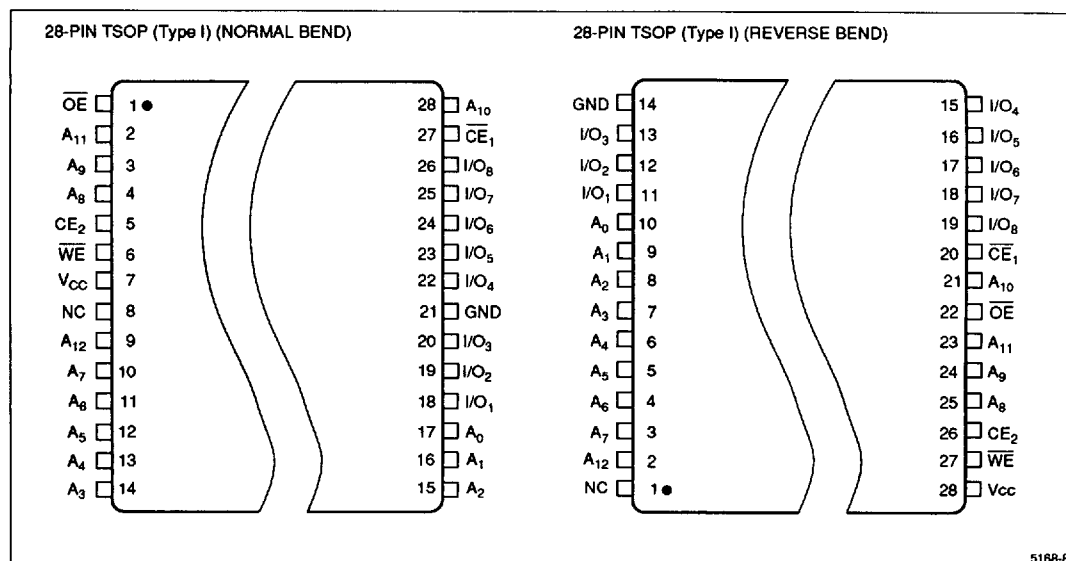 28-PIN TSOP (Type I) (NORMAL BEND)
O̅E̅ 1 28 A₁₀
A₁₁ 2 27 C̅E̅₁
A₉ 3 26 I/O₈
A₈ 4 25 I/O₇
CE₂ 5 24 I/O₆
W̅E̅ 6 23 I/O₅
VCC 7 22 I/O₄
NC 8 21 GND
A₁₂ 9 20 I/O₃
A₇ 10 19 I/O₂
A₆ 11 18 I/O₁
A₅ 12 17 A₀
A₄ 13 16 A₁
A₃ 14 15 A₂
28-PIN TSOP (Type I) (REVERSE BEND)
GND 14 15 I/O₄
I/O₃ 13 16 I/O₅
I/O₂ 12 17 I/O₆
I/O₁ 11 18 I/O₇
A₀ 10 19 I/O₈
A₁ 9 20 C̅E̅₁
A₂ 8 21 A₁₀
A₃ 7 22 O̅E̅
A₄ 6 23 A₁₁
A₅ 5 24 A₉
A₆ 4 25 A₈
A₇ 3 26 CE₂
A₁₂ 2 27 W̅E̅
NC 1 28 Vcc